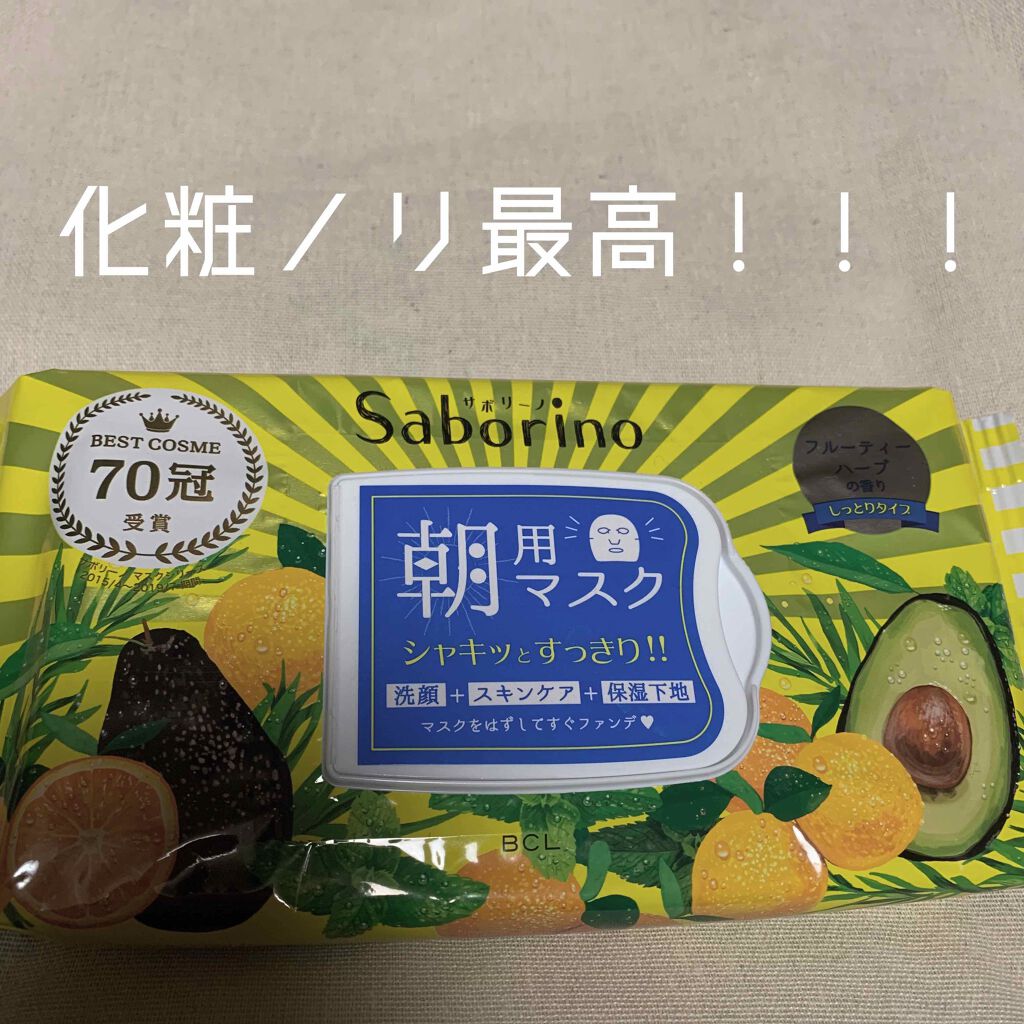 化粧ノリ最高！！！
サボリーノ
Saborino
BEST COSME
70冠
受賞
フルーティー
ハーブ
の香り
しっとりタイプ
朝用マスク
シャキッとすっきり!!
洗顔+スキンケア+保湿下地
マスクをはずしてすぐファンデ♥
BCL